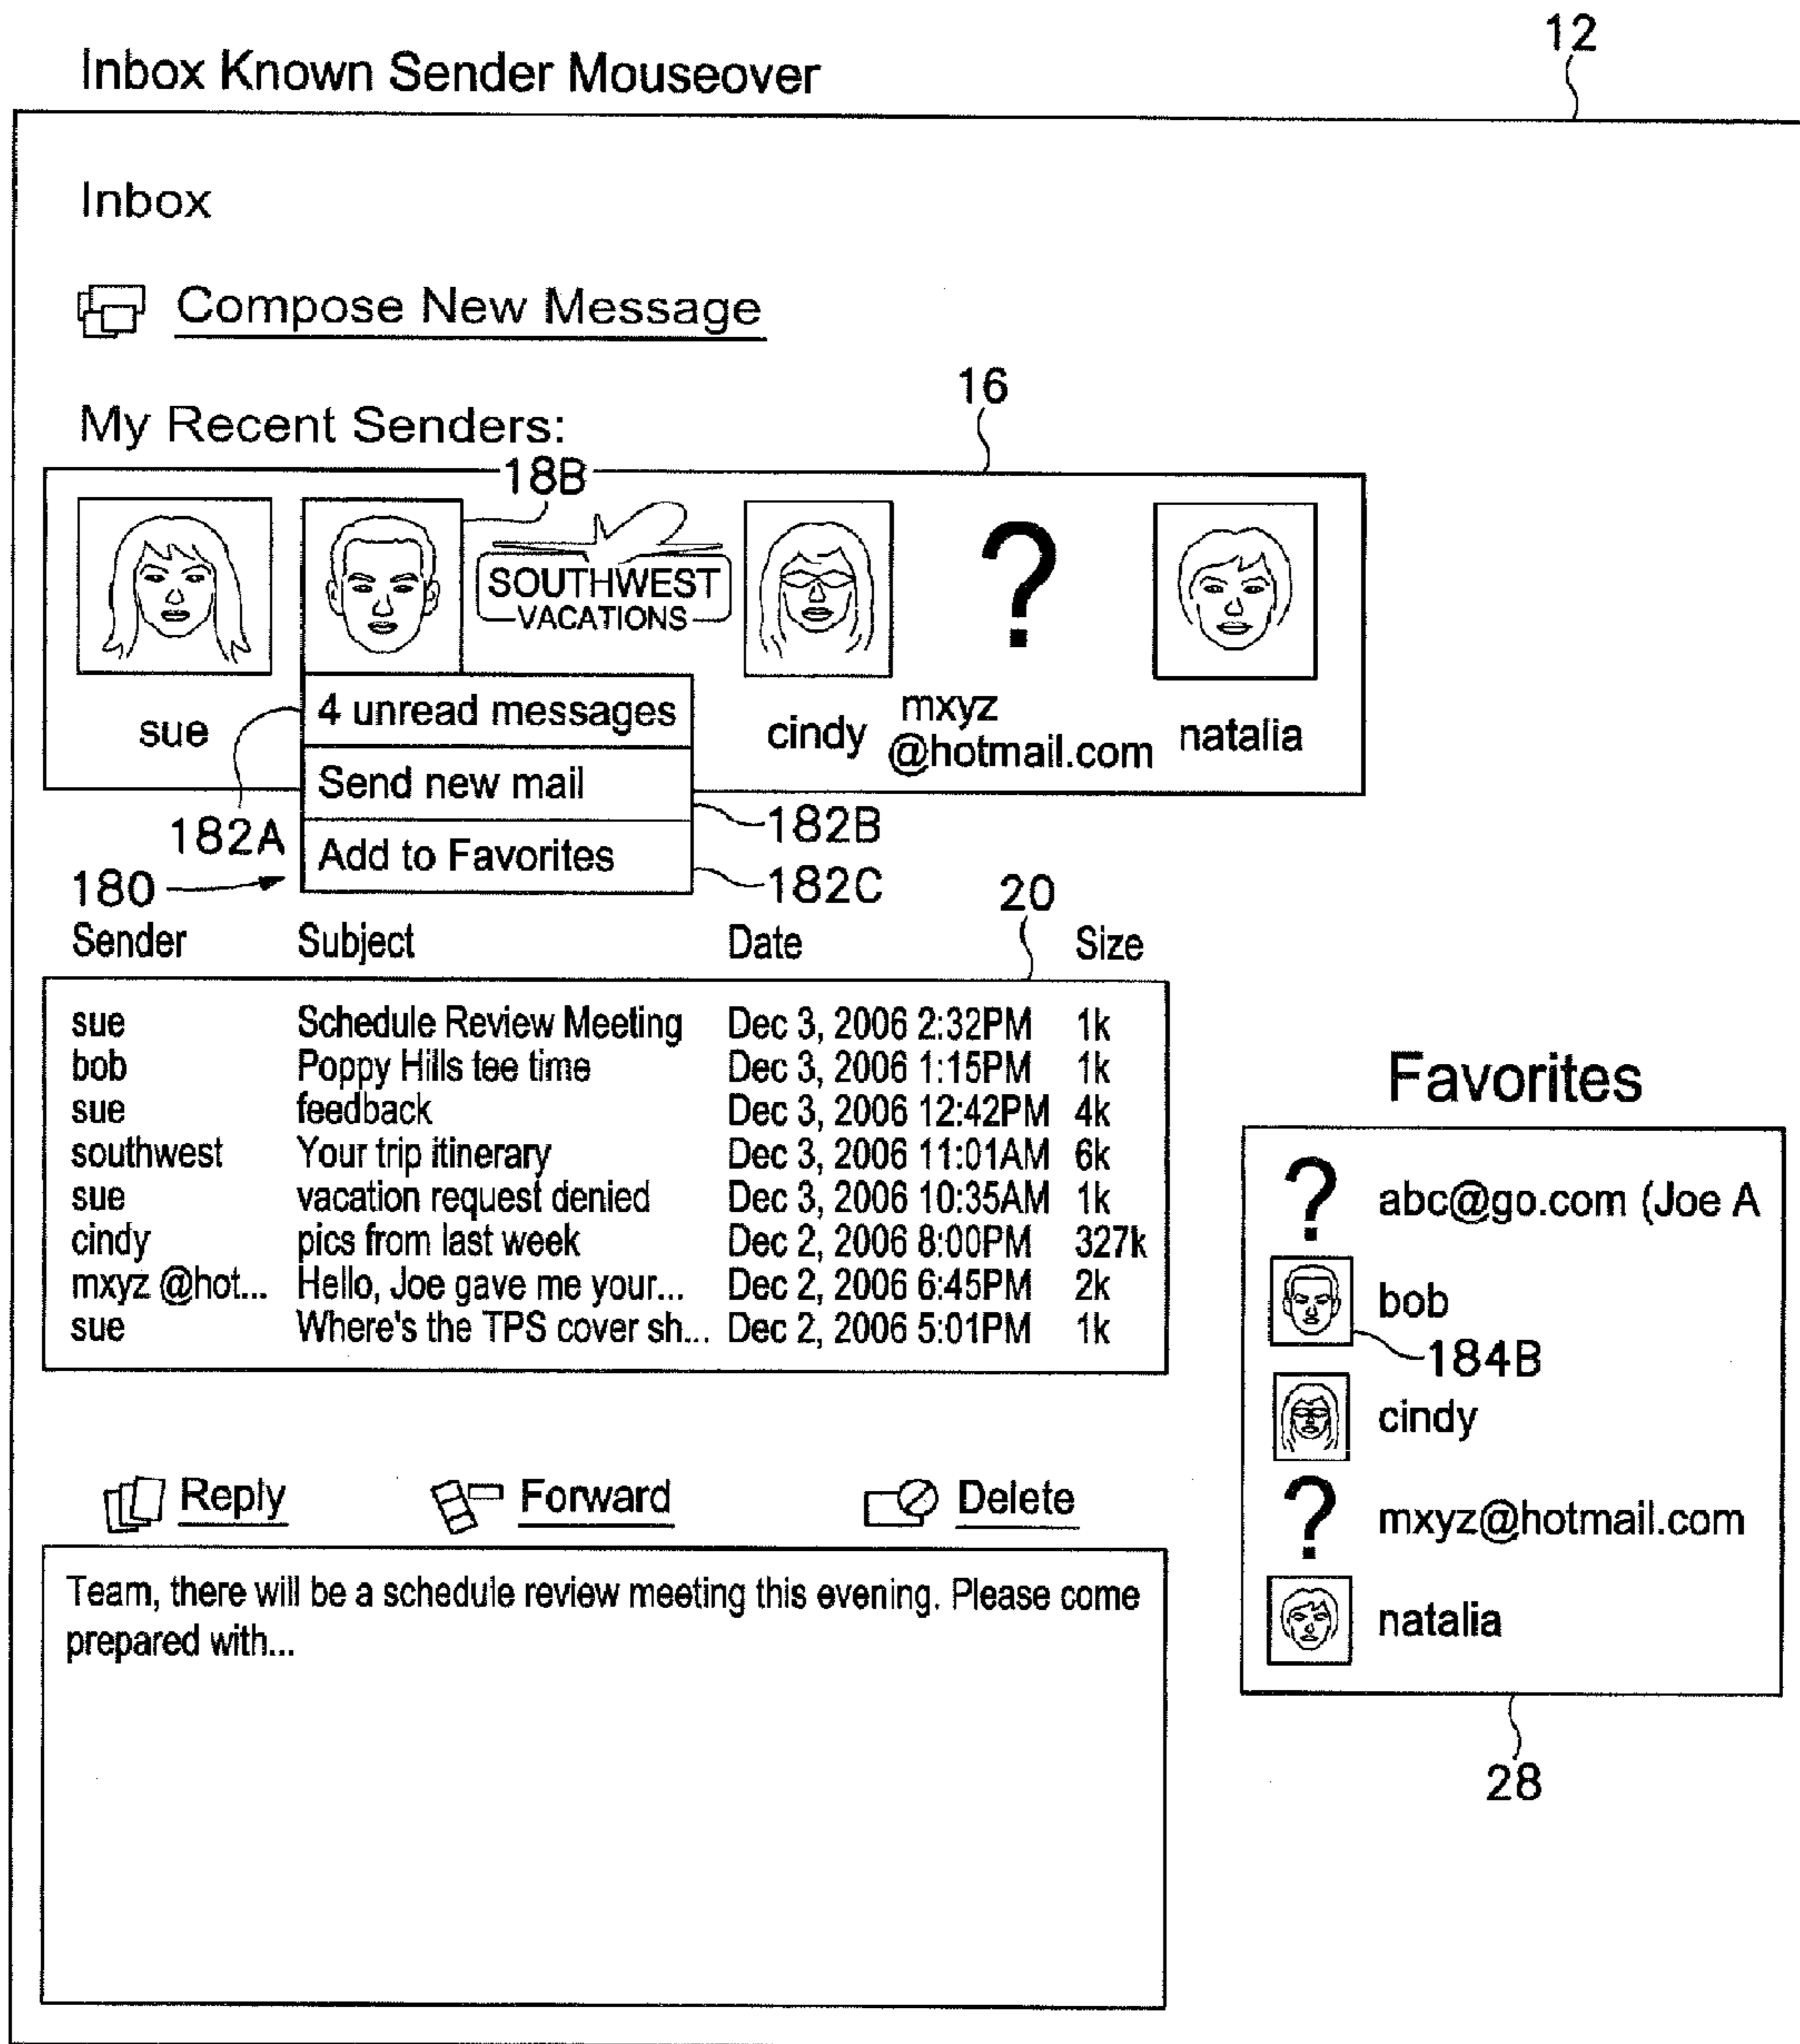 12
Inbox Known Sender Mouseover
Inbox
Compose New Message
16
My Recent Senders:
18B
SOUTHWEST
VACATIONS
?
sue
4 unread messages
cindy
mxyz
@hotmail.com
natalia
Send new mail
182A
182B
Add to Favorites
180
182C
20
Sender Subject Date Size
sue Schedule Review Meeting Dec 3, 2006 2:32PM 1k
bob Poppy Hills tee time Dec 3, 2006 1:15PM 1k
sue feedback Dec 3, 2006 12:42PM 4k
southwest Your trip itinerary Dec 3, 2006 11:01AM 6k
sue vacation request denied Dec 3, 2006 10:35AM 1k
cindy pics from last week Dec 2, 2006 8:00PM 327k
mxyz @hot... Hello, Joe gave me your... Dec 2, 2006 6:45PM 2k
sue Where's the TPS cover sh... Dec 2, 2006 5:01PM 1k
Favorites
? abc@go.com (Joe A
bob
184B
cindy
? mxyz@hotmail.com
natalia
28
Reply Forward Delete
Team, there will be a schedule review meeting this evening. Please come
prepared with...